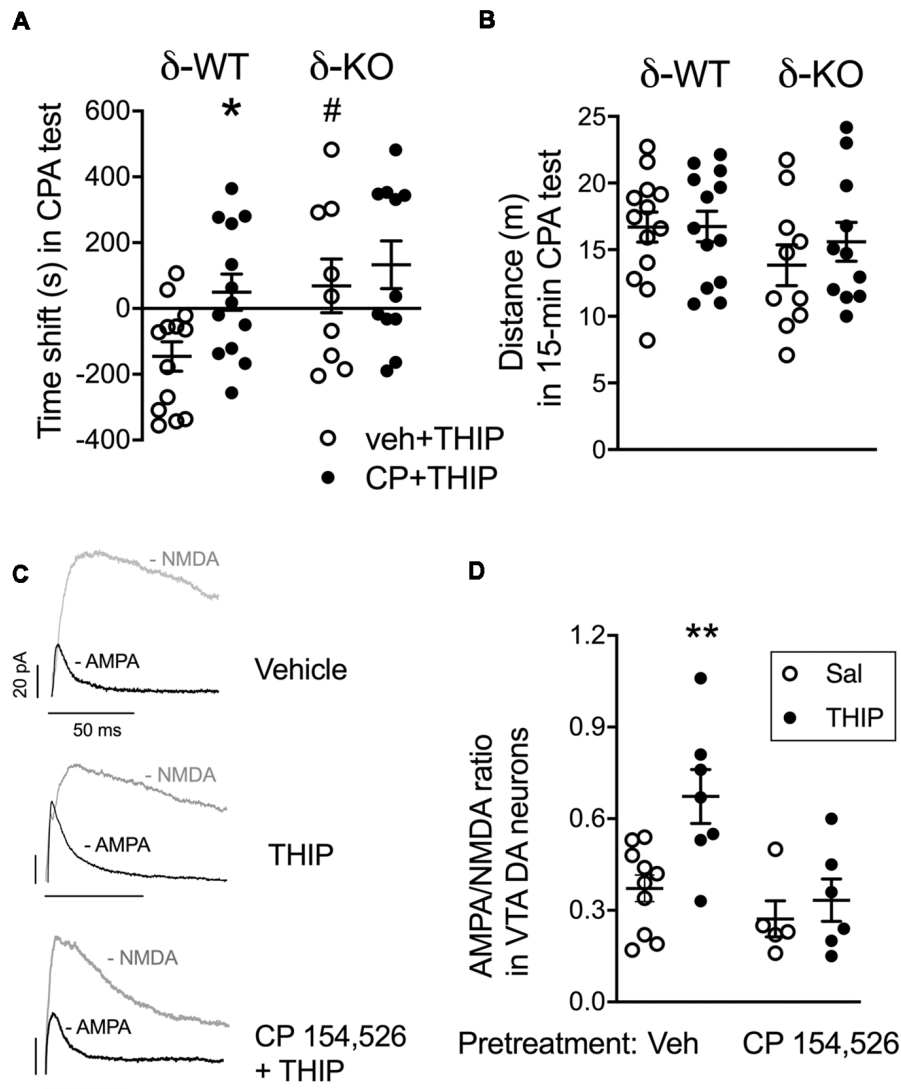 A
δ-WT δ-KO
Time shift (s) in CPA test
600
400
200
0
-200
-400
* #
veh+THIP
CP+THIP
B
δ-WT δ-KO
Distance (m)
in 15-min CPA test
25
20
15
10
5
0
C
- NMDA
- AMPA
20 pA
50 ms
Vehicle
- NMDA
- AMPA
THIP
- NMDA
- AMPA
CP 154,526
+ THIP
D
AMPA/NMDA ratio
in VTA DA neurons
1.2
0.9
0.6
0.3
0.0
**
Sal
THIP
Pretreatment: Veh CP 154,526